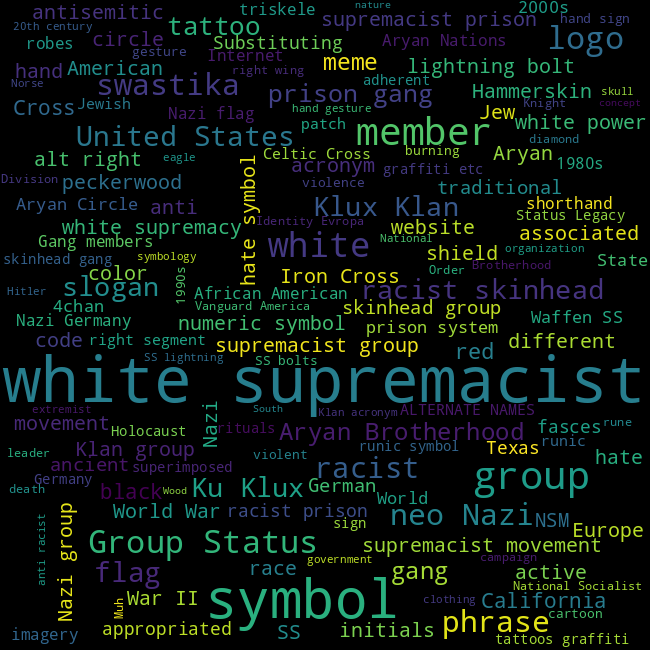 antisemitic
triskele
nature
2000s
20th century
tattoo
supremacist prison
hand sign
robes
circle
Substituting
Aryan Nations
logo
gesture
Internet
meme
hand
American
right wing
lightning bolt
Norse
swastika
adherent
Hammerskin
skull
prison gang
Cross
Jewish
Nazi flag
hand gesture
Jew
Knight
concept
United States
patch
member
white power
diamond
Celtic Cross
burning
Aryan
alt right
eagle
acronym
graffiti etc
1980s
Division
peckerwood
violence
traditional
hate symbol
Aryan Circle
anti
Klux Klan
shorthand
Status Legacy
white supremacy
Identity Evropa
website
associated
Gang members
white
National
shield
organization
skinhead gang
symbology
State
color
Iron Cross
Order
Brotherhood
Hitler
slogan
1990s
African American
racist skinhead
4chan
Vanguard America
skinhead group
Nazi Germany
numeric symbol
prison system
Waffen SS
code
right segment
supremacist group
red
different
SS lightning
SS bolts
white supremacist
extremist
South
Klan acronym
ALTERNATE NAMES
movement
Holocaust
Nazi
rituals
Aryan Brotherhood
fasces
rune
Klan group
runic symbol
Texas
runic
leader
violent
ancient
superimposed
racist
hate
Germany
group
death
black
Wood
Ku Klux
German
World
World War
racist prison
neo Nazi
NSM
sign
Europe
anti racist
Nazi group
Group Status
supremacist movement
government
campaign
flag
race
gang
active
National Socialist
Muh
War II
symbol
clothing
California
cartoon
imagery
appropriated
SS
initials
phrase
tattoos graffiti